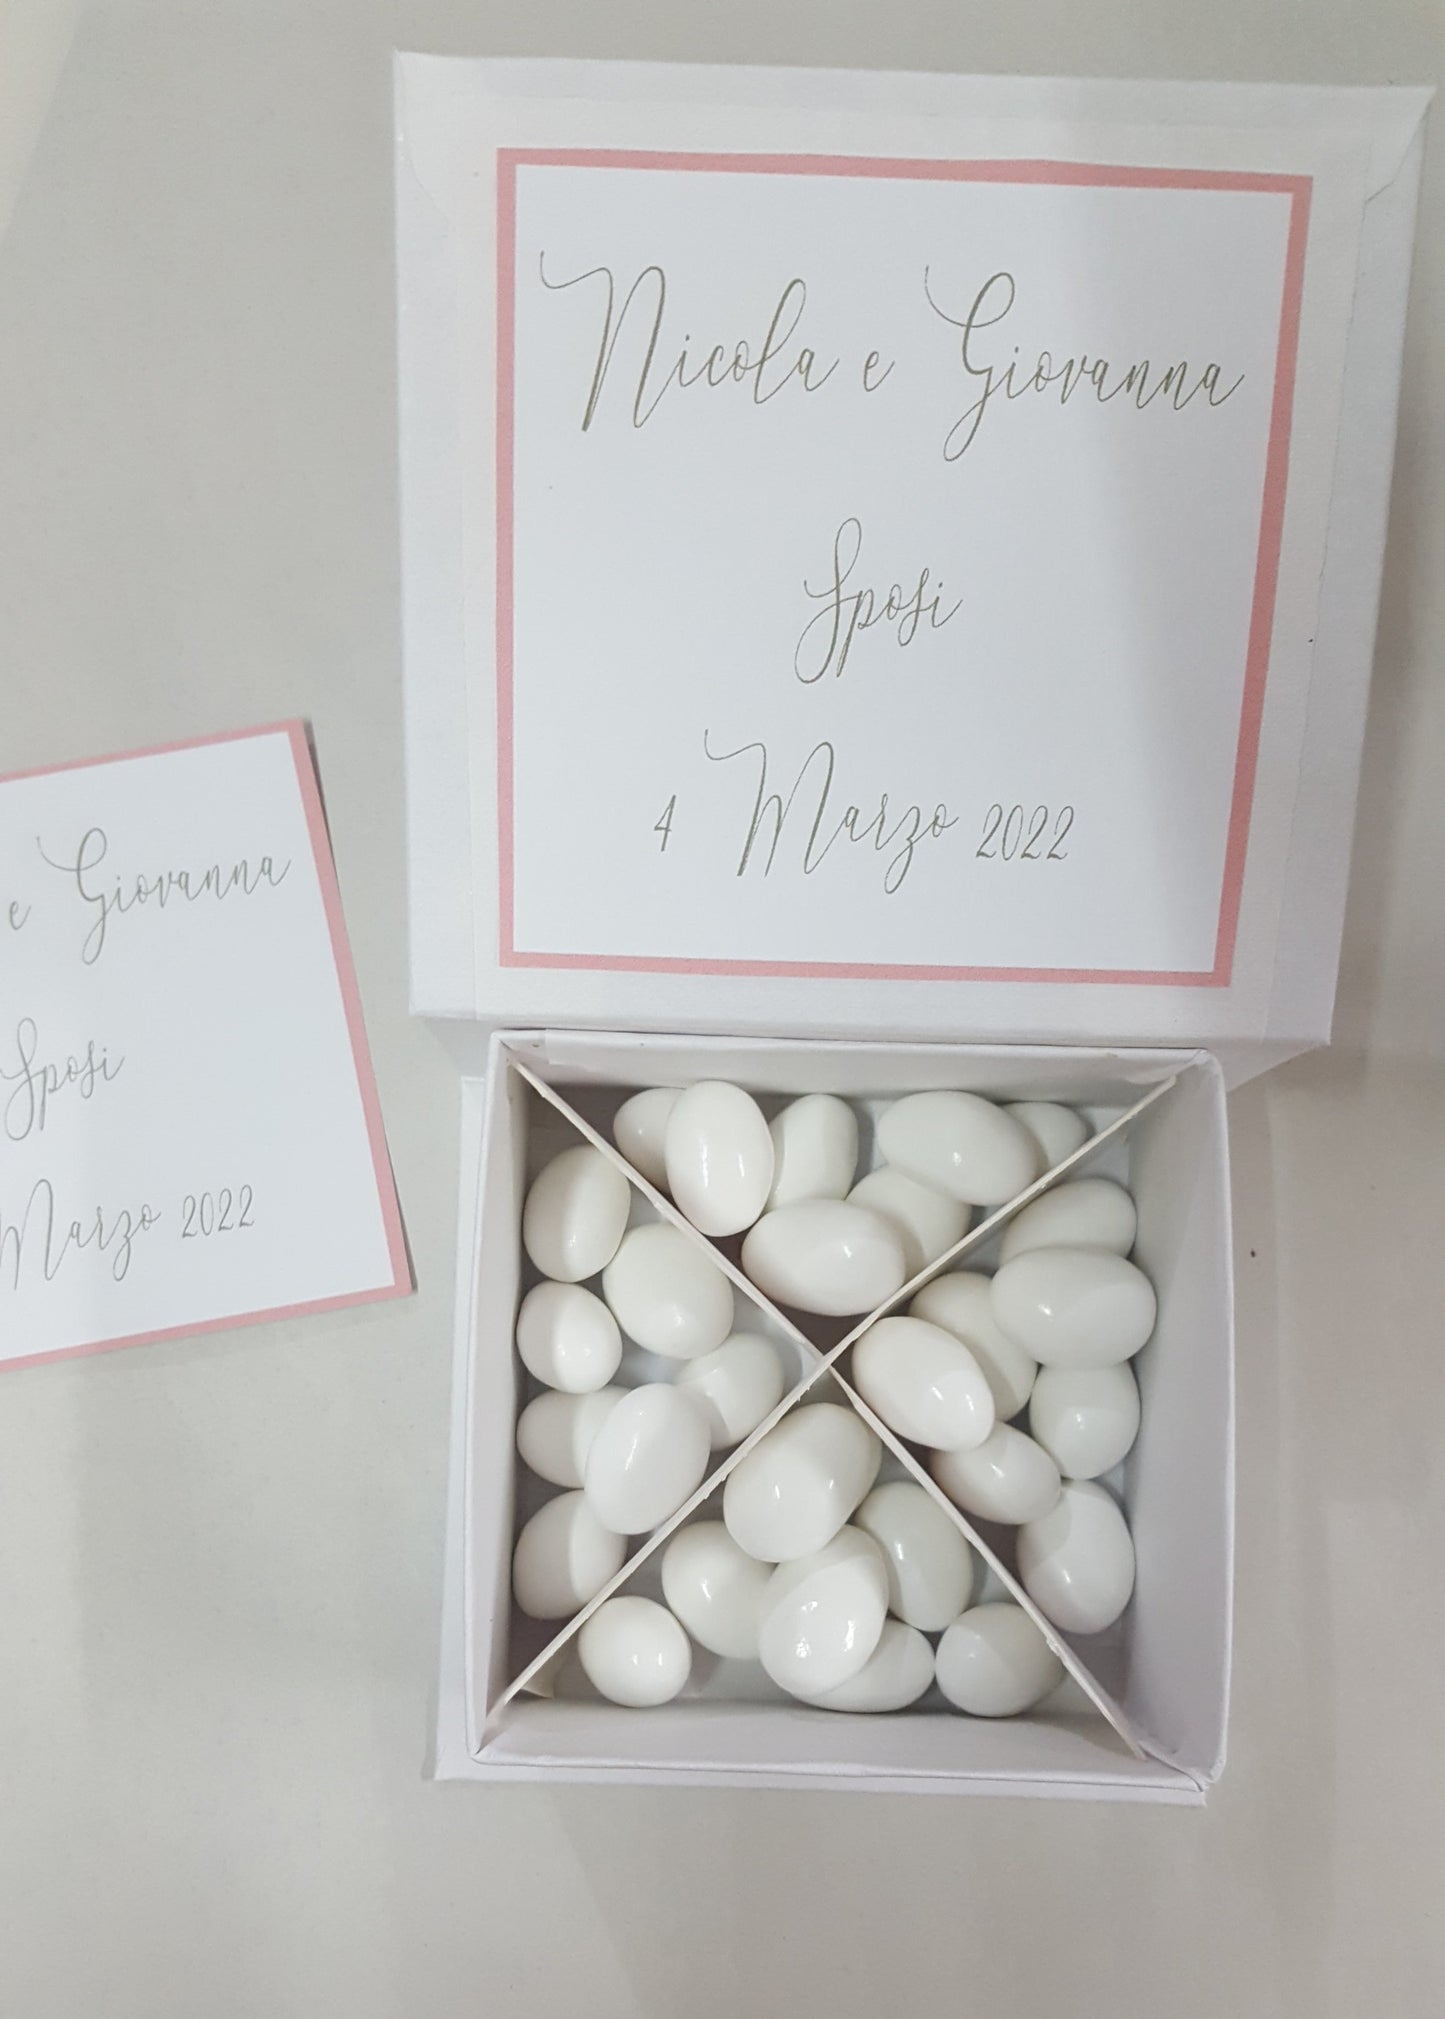 Nicola e Giovanna
Sposi
4 Marzo 2022
e Giovanna
Sposi
Marzo 2022